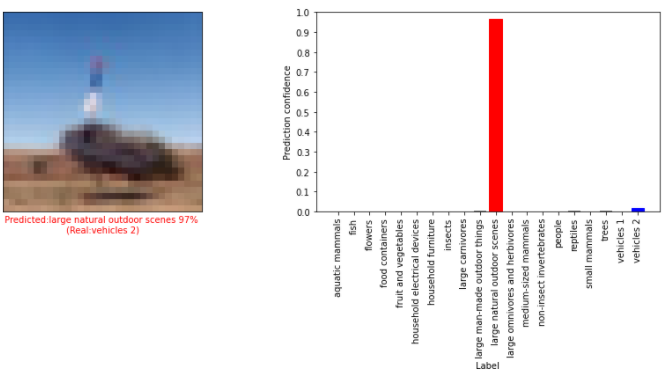 Predicted:large natural outdoor scenes 97%
(Real:vehicles 2)
Prediction confidence
1.0
0.9
0.8
0.7
0.6
0.5
0.4
0.3
0.2
0.1
0.0
aquatic mammals
fish
flowers
food containers
fruit and vegetables
household electrical devices
household furniture
insects
large carnivores
large man-made outdoor things
large natural outdoor scenes
large omnivores and herbivores
medium-sized mammals
non-insect invertebrates
people
reptiles
small mammals
trees
vehicles 1
vehicles 2
Label